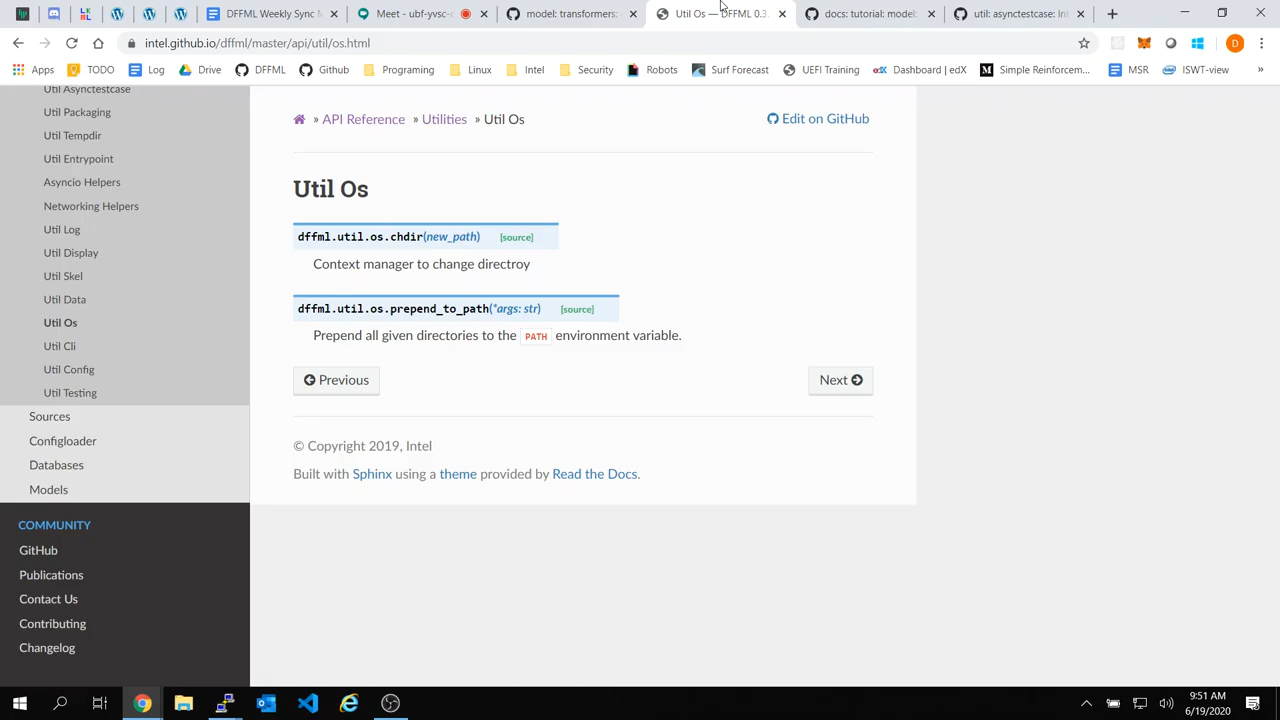 DFFML Weekly Sync M
Meet - ubf-yvsc-c
model: transformers:
Util Os — DFFML 0.3.
docs: tutorial: model:
util: asynctestcase: Int
intel.github.io/dffml/master/api/util/os.html
D
Apps
TODO
Log
Drive
DFFML
Github
Programing
Linux
Intel
Security
Robots
Surf Forecast
UEFI Training
edX Dashboard | edX
Simple Reinforcem...
MSR
ISWT-view
»
Util Asynctestcase
Util Packaging
Util Tempdir
Util Entrypoint
Asyncio Helpers
Networking Helpers
Util Log
Util Display
Util Skel
Util Data
Util Os
Util Cli
Util Config
Util Testing
Sources
Configloader
Databases
Models
COMMUNITY
GitHub
Publications
Contact Us
Contributing
Changelog
» API Reference » Utilities » Util Os
Edit on GitHub
Util Os
dffml.util.os.chdir(new_path) [source]
Context manager to change directroy
dffml.util.os.prepend_to_path(*args: str) [source]
Prepend all given directories to the PATH environment variable.
Previous
Next
© Copyright 2019, Intel
Built with Sphinx using a theme provided by Read the Docs.
9:51 AM
6/19/2020